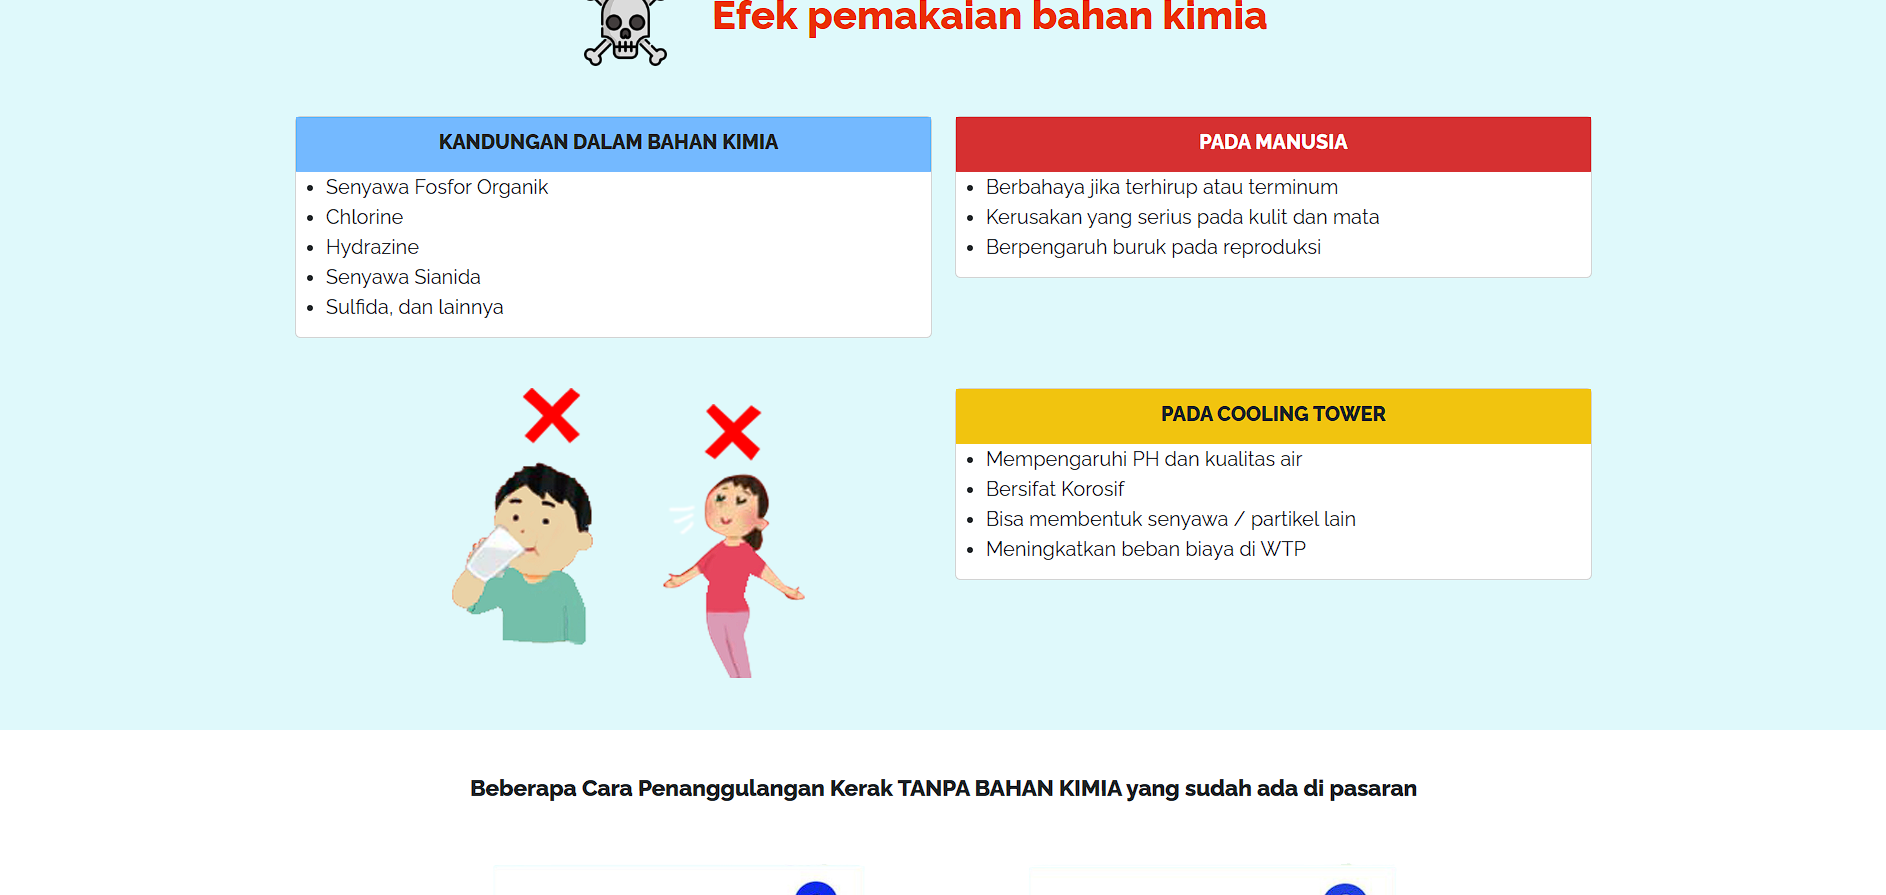 Efek pemakaian bahan kimia
KANDUNGAN DALAM BAHAN KIMIA
Senyawa Fosfor Organik
Chlorine
Hydrazine
Senyawa Sianida
Sulfida, dan lainnya
PADA MANUSIA
Berbahaya jika terhirup atau terminum
Kerusakan yang serius pada kulit dan mata
Berpengaruh buruk pada reproduksi
PADA COOLING TOWER
Mempengaruhi PH dan kualitas air
Bersifat Korosif
Bisa membentuk senyawa / partikel lain
Meningkatkan beban biaya di WTP
Beberapa Cara Penanggulangan Kerak TANPA BAHAN KIMIA yang sudah ada di pasaran